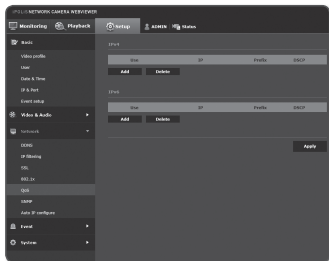 iPOLiS NETWORK CAMERA WEBVIEWER
Monitoring Playback Setup ADMIN Status
Basic
Video profile
User
Date & Time
IP & Port
Event setup
Video & Audio
Network
DDNS
IP filtering
SSL
802.1x
QoS
SNMP
Auto IP configure
Event
System
IPv4
Use IP Prefix DSCP
Add Delete
IPv6
Use IP Prefix DSCP
Add Delete
Apply